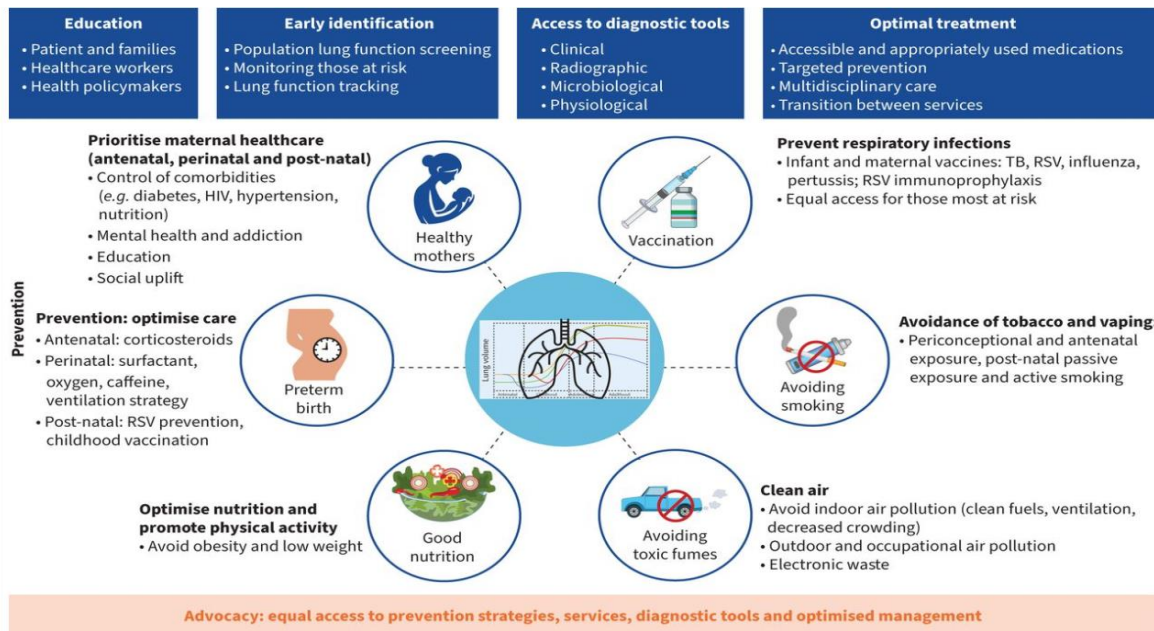 Education
• Patient and families
• Healthcare workers
• Health policymakers
Early identification
• Population lung function screening
• Monitoring those at risk
• Lung function tracking
Access to diagnostic tools
• Clinical
• Radiographic
• Microbiological
• Physiological
Optimal treatment
• Accessible and appropriately used medications
• Targeted prevention
• Multidisciplinary care
• Transition between services
Prevention
Prioritise maternal healthcare
(antenatal, perinatal and post-natal)
• Control of comorbidities
(e.g. diabetes, HIV, hypertension,
nutrition)
• Mental health and addiction
• Education
• Social uplift
Healthy
mothers
Vaccination
Prevent respiratory infections
• Infant and maternal vaccines: TB, RSV, influenza,
pertussis; RSV immunoprophylaxis
• Equal access for those most at risk
Prevention: optimise care
• Antenatal: corticosteroids
• Perinatal: surfactant,
oxygen, caffeine,
ventilation strategy
• Post-natal: RSV prevention,
childhood vaccination
Preterm
birth
Lung volume
Avoiding
smoking
Avoidance of tobacco and vaping:
• Periconceptional and antenatal
exposure, post-natal passive
exposure and active smoking
Optimise nutrition and
promote physical activity
• Avoid obesity and low weight
Good
nutrition
Avoiding
toxic fumes
Clean air
• Avoid indoor air pollution (clean fuels, ventilation,
decreased crowding)
• Outdoor and occupational air pollution
• Electronic waste
Advocacy: equal access to prevention strategies, services, diagnostic tools and optimised management